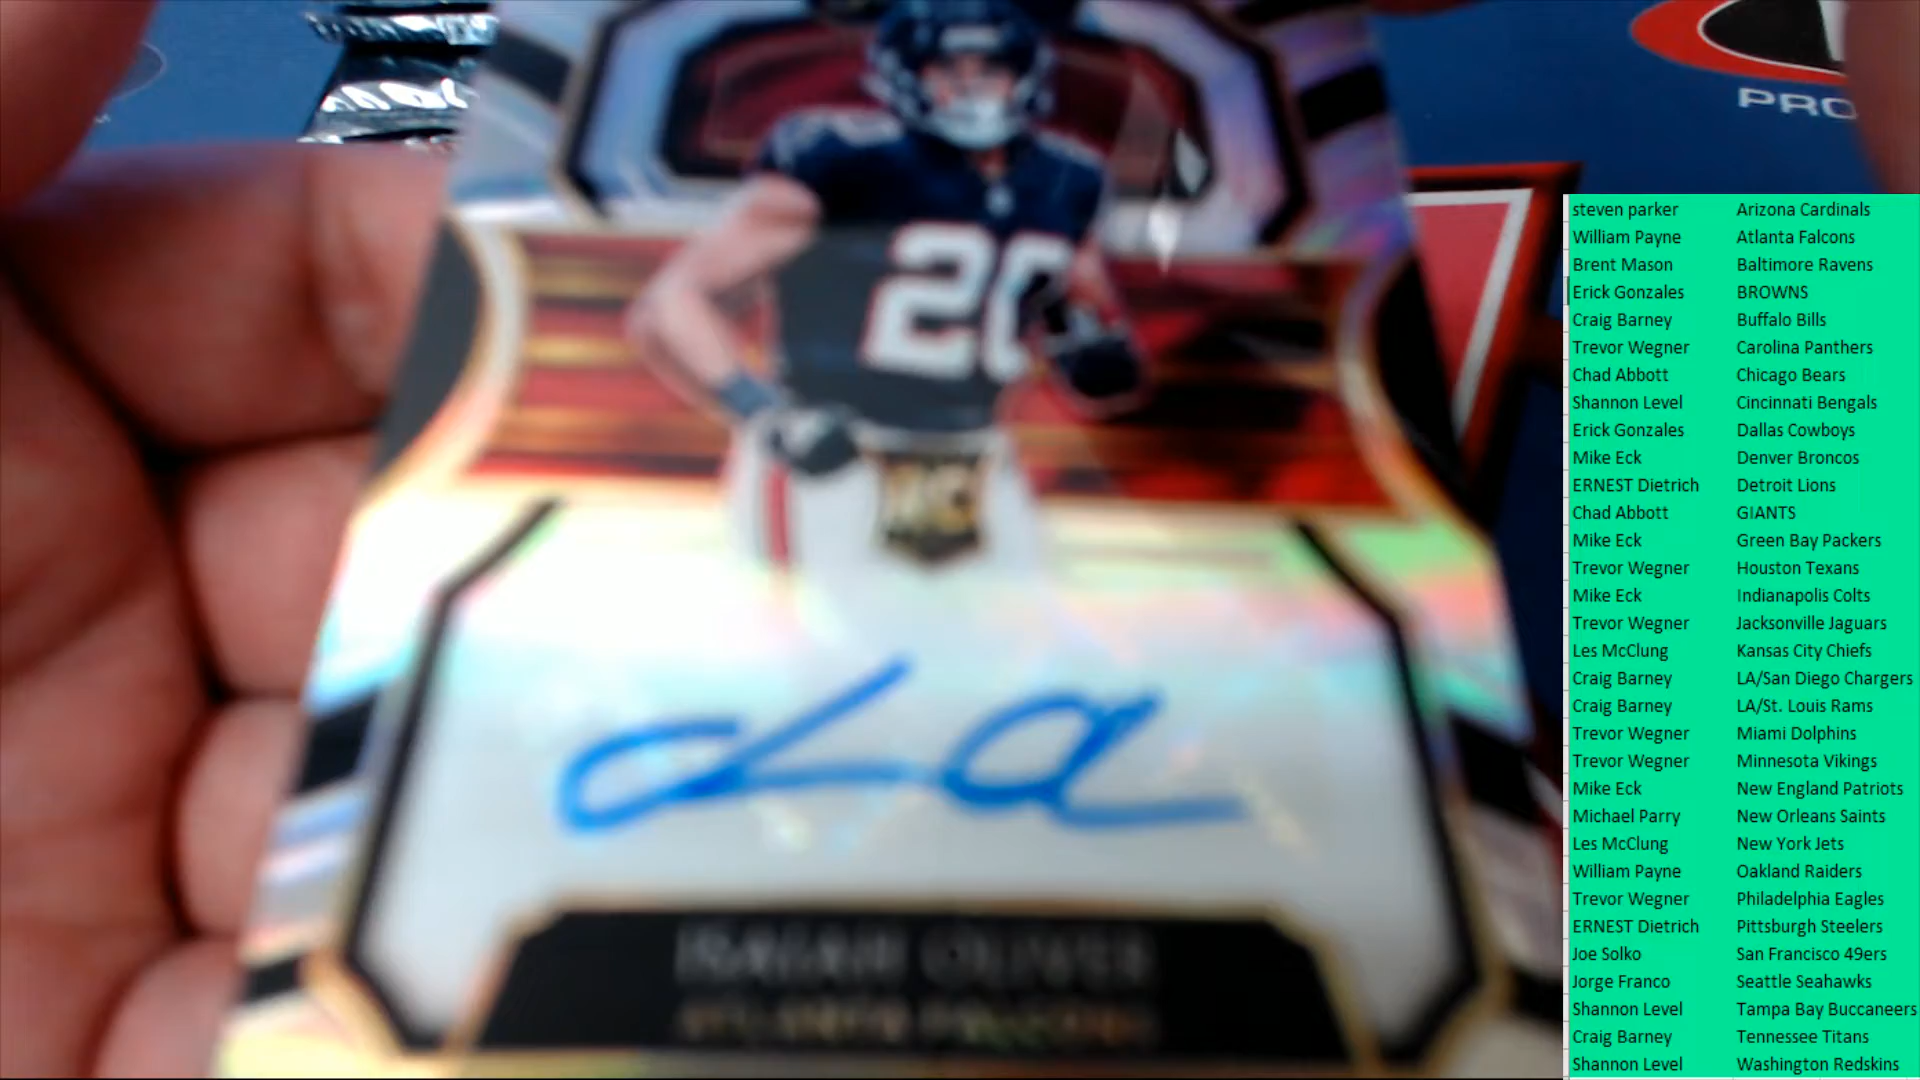 PRO
20
RC
ISAIAH OLIVER
ATLANTA FALCONS
steven parker Arizona Cardinals
William Payne Atlanta Falcons
Brent Mason Baltimore Ravens
Erick Gonzales BROWNS
Craig Barney Buffalo Bills
Trevor Wegner Carolina Panthers
Chad Abbott Chicago Bears
Shannon Level Cincinnati Bengals
Erick Gonzales Dallas Cowboys
Mike Eck Denver Broncos
ERNEST Dietrich Detroit Lions
Chad Abbott GIANTS
Mike Eck Green Bay Packers
Trevor Wegner Houston Texans
Mike Eck Indianapolis Colts
Trevor Wegner Jacksonville Jaguars
Les McClung Kansas City Chiefs
Craig Barney LA/San Diego Chargers
Craig Barney LA/St. Louis Rams
Trevor Wegner Miami Dolphins
Trevor Wegner Minnesota Vikings
Mike Eck New England Patriots
Michael Parry New Orleans Saints
Les McClung New York Jets
William Payne Oakland Raiders
Trevor Wegner Philadelphia Eagles
ERNEST Dietrich Pittsburgh Steelers
Joe Solko San Francisco 49ers
Jorge Franco Seattle Seahawks
Shannon Level Tampa Bay Buccaneers
Craig Barney Tennessee Titans
Shannon Level Washington Redskins